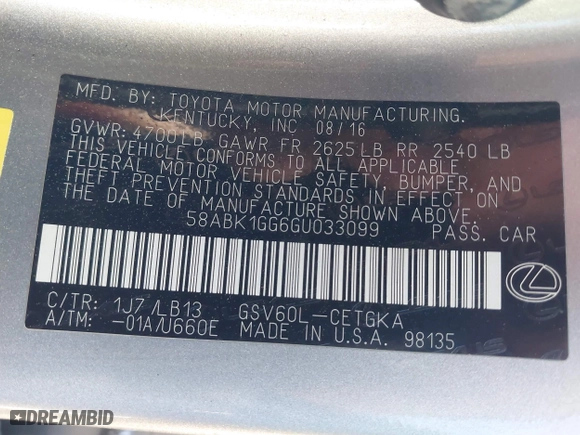 MFD. BY: TOYOTA MOTOR MANUFACTURING.
KENTUCKY, INC 08/16
GVWR: 4700LB GAWR FR 2625LB RR 2540 LB
THIS VEHICLE CONFORMS TO ALL APPLICABLE
FEDERAL MOTOR VEHICLE SAFETY, BUMPER, AND
THEFT PREVENTION STANDARDS IN EFFECT ON
THE DATE OF MANUFACTURE SHOWN ABOVE.
58ABK1GG6GU033099 PASS. CAR
C/TR: 1J7 /LB13 GSV60L-CETGKA
A/TM: -01A/U660E MADE IN U.S.A. 98135
DREAMBID